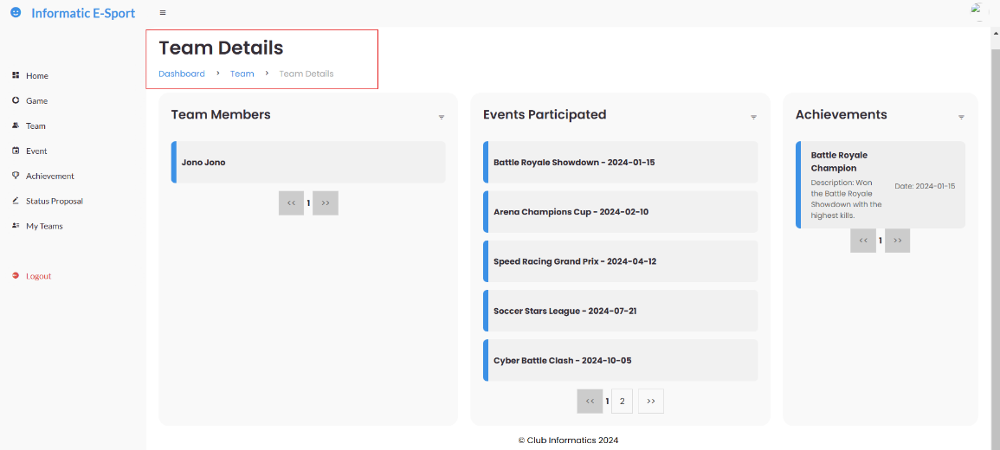 Informatic E-Sport
Home
Game
Team
Event
Achievement
Status Proposal
My Teams
Logout
Team Details
Dashboard > Team > Team Details
Team Members
Jono Jono
<< 1 >>
Events Participated
Battle Royale Showdown - 2024-01-15
Arena Champions Cup - 2024-02-10
Speed Racing Grand Prix - 2024-04-12
Soccer Stars League - 2024-07-21
Cyber Battle Clash - 2024-10-05
<< 1 2 >>
Achievements
Battle Royale
Champion
Description: Won
the Battle Royale
Showdown with the
highest kills.
Date: 2024-01-15
<< 1 >>
© Club Informatics 2024